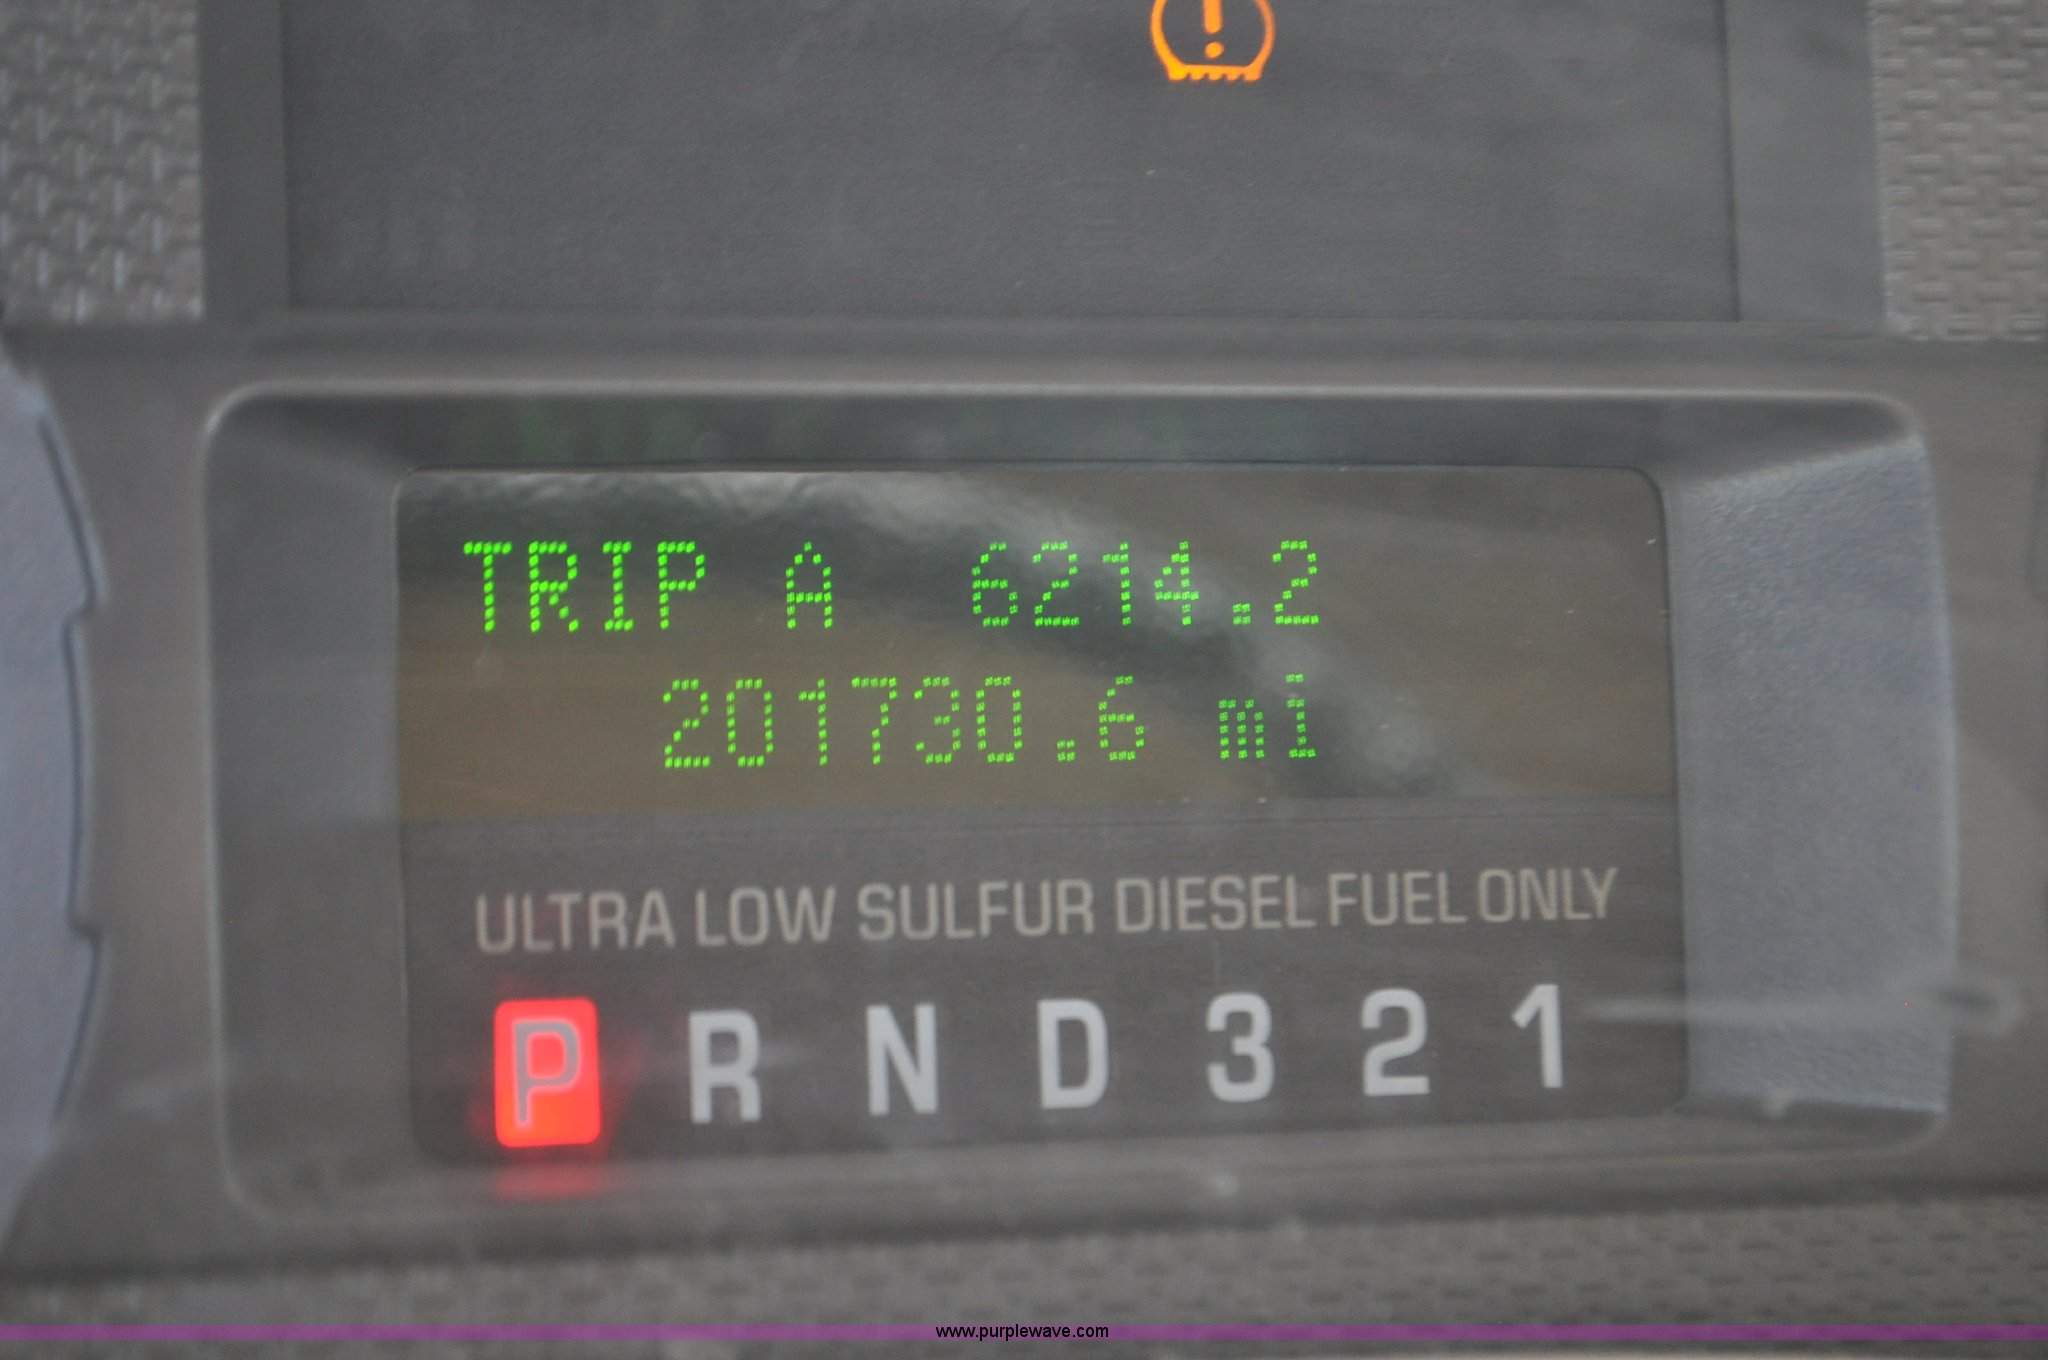 TRIP A 6214.2
201730.6 mi
ULTRA LOW SULFUR DIESEL FUEL ONLY
P R N D 3 2 1
www.purplewave.com